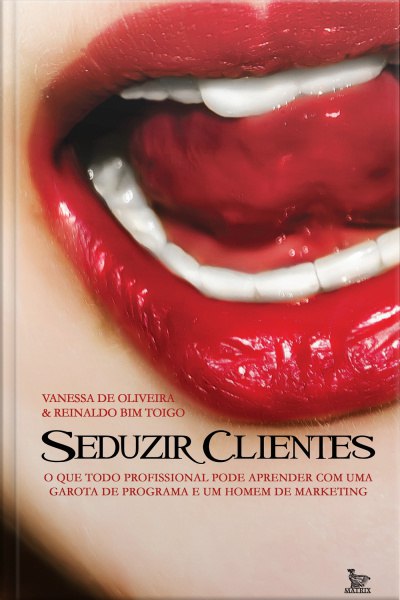 VANESSA DE OLIVEIRA
& REINALDO BIM TOIGO
SEDUZIR CLIENTES
O QUE TODO PROFISSIONAL PODE APRENDER COM UMA
GAROTA DE PROGRAMA E UM HOMEM DE MARKETING
MATRIX